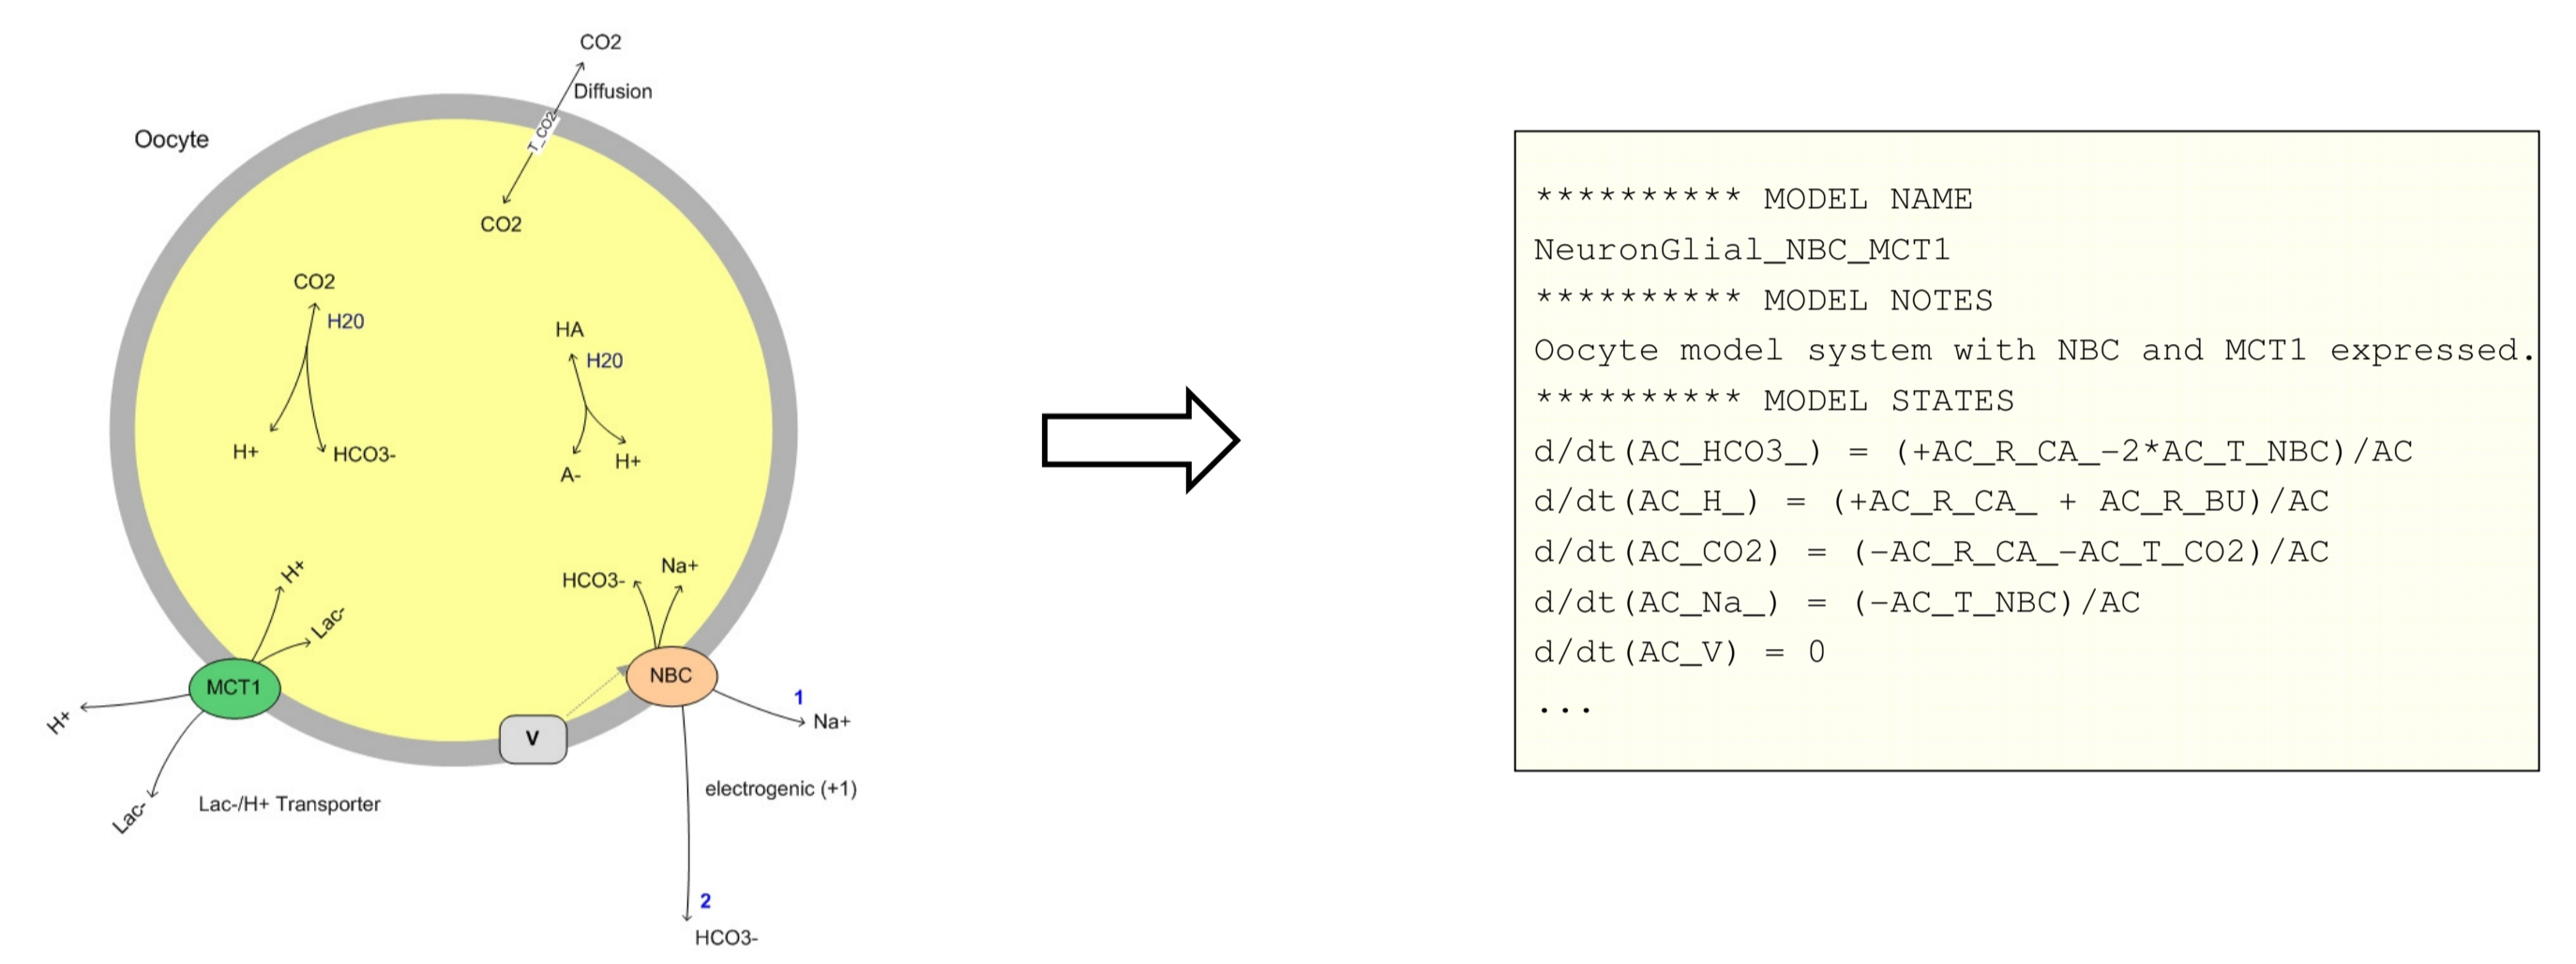 CO2
Diffusion
T_CO2
Oocyte
CO2
CO2
H20
H+
HCO3-
HA
H20
A-
H+
H+
Lac-
HCO3-
Na+
MCT1
NBC
H+
Lac-
V
1
Na+
Lac-/H+ Transporter
electrogenic (+1)
2
HCO3-
********** MODEL NAME
NeuronGlial_NBC_MCT1
********** MODEL NOTES
Oocyte model system with NBC and MCT1 expressed.
********** MODEL STATES
d/dt(AC_HCO3_) = (+AC_R_CA_-2*AC_T_NBC)/AC
d/dt(AC_H_) = (+AC_R_CA_ + AC_R_BU)/AC
d/dt(AC_CO2) = (-AC_R_CA_-AC_T_CO2)/AC
d/dt(AC_Na_) = (-AC_T_NBC)/AC
d/dt(AC_V) = 0
...